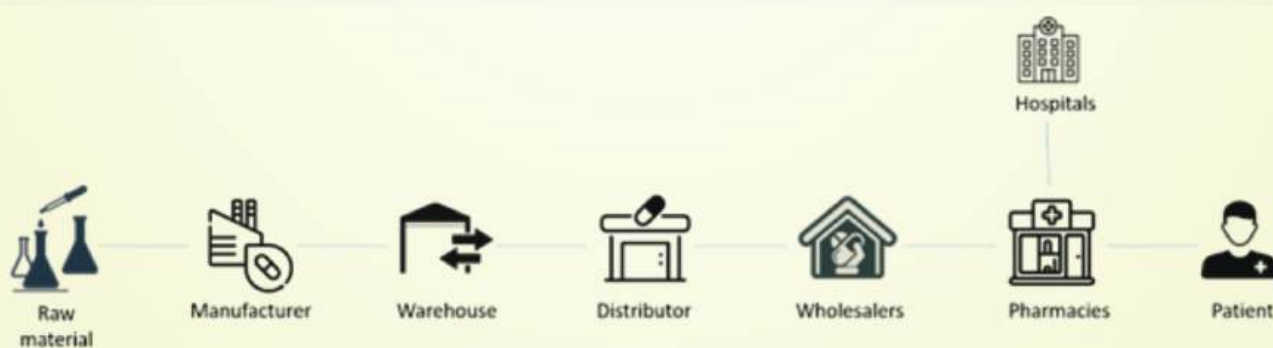 Hospitals
Raw
material
Manufacturer
Warehouse
Distributor
Wholesalers
Pharmacies
Patient